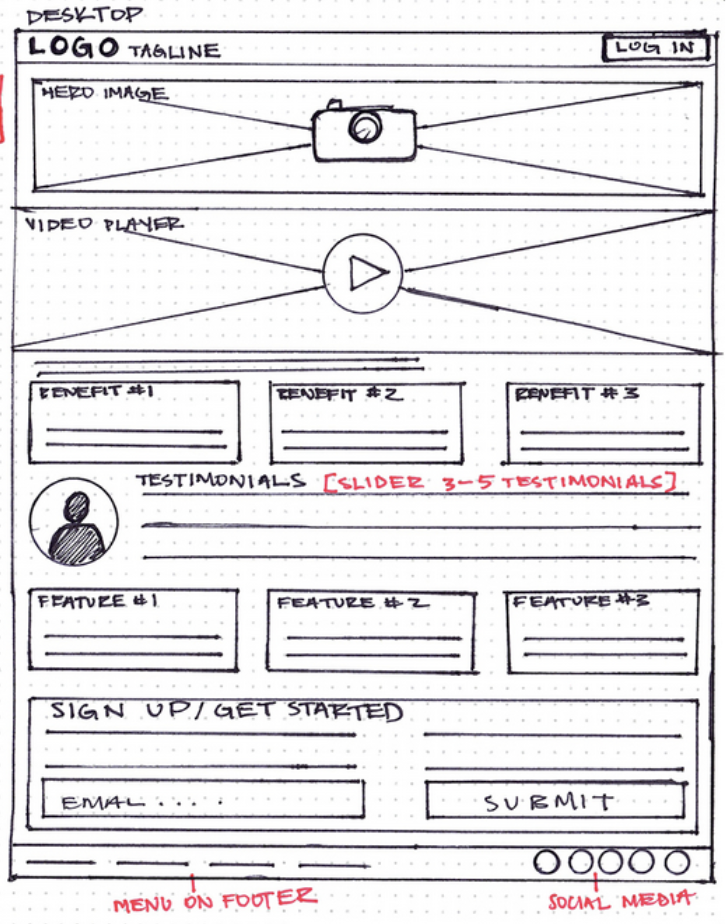 DESKTOP
LOGO TAGLINE
LOG IN
HERO IMAGE
VIDEO PLAYER
BENEFIT #1
BENEFIT #2
BENEFIT #3
TESTIMONIALS [SLIDER 3-5 TESTIMONIALS]
FEATURE #1
FEATURE #2
FEATURE #3
SIGN UP/GET STARTED
EMAL....
SUBMIT
MENU ON FOOTER
SOCIAL MEDIA